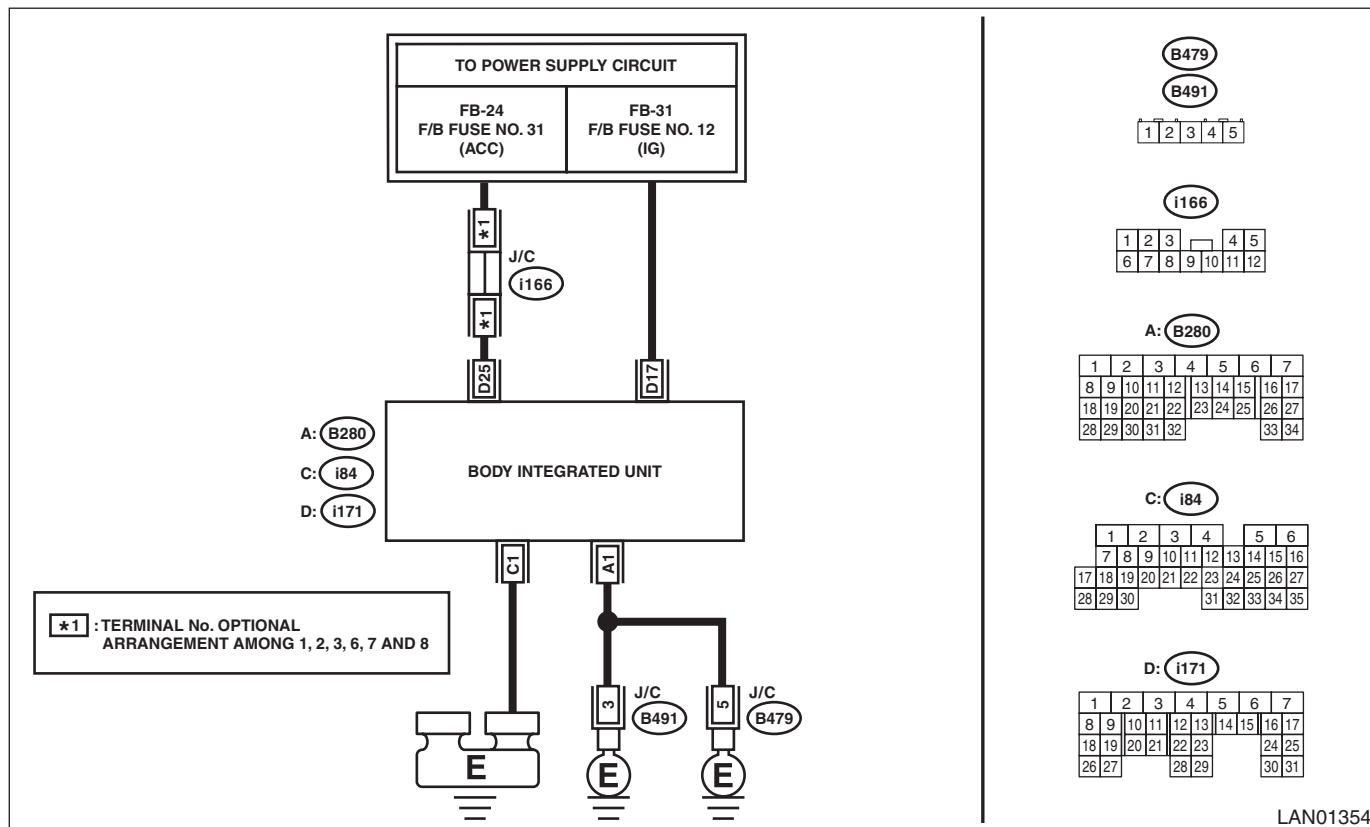 TO POWER SUPPLY CIRCUIT
FB-24
F/B FUSE NO. 31
(ACC)
FB-31
F/B FUSE NO. 12
(IG)
*1
J/C
i166
*1
D25
D17
A: B280
C: i84
D: i171
BODY INTEGRATED UNIT
C1
A1
*1 : TERMINAL No. OPTIONAL
ARRANGEMENT AMONG 1, 2, 3, 6, 7 AND 8
3
J/C
B491
5
J/C
B479
E
E
E
B479
B491
1 2 3 4 5
i166
1 2 3 4 5
6 7 8 9 10 11 12
A: B280
1 2 3 4 5 6 7
8 9 10 11 12 13 14 15 16 17
18 19 20 21 22 23 24 25 26 27
28 29 30 31 32 33 34
C: i84
1 2 3 4 5 6
7 8 9 10 11 12 13 14 15 16
17 18 19 20 21 22 23 24 25 26 27
28 29 30 31 32 33 34 35
D: i171
1 2 3 4 5 6 7
8 9 10 11 12 13 14 15 16 17
18 19 20 21 22 23 24 25
26 27 28 29 30 31
LAN01354